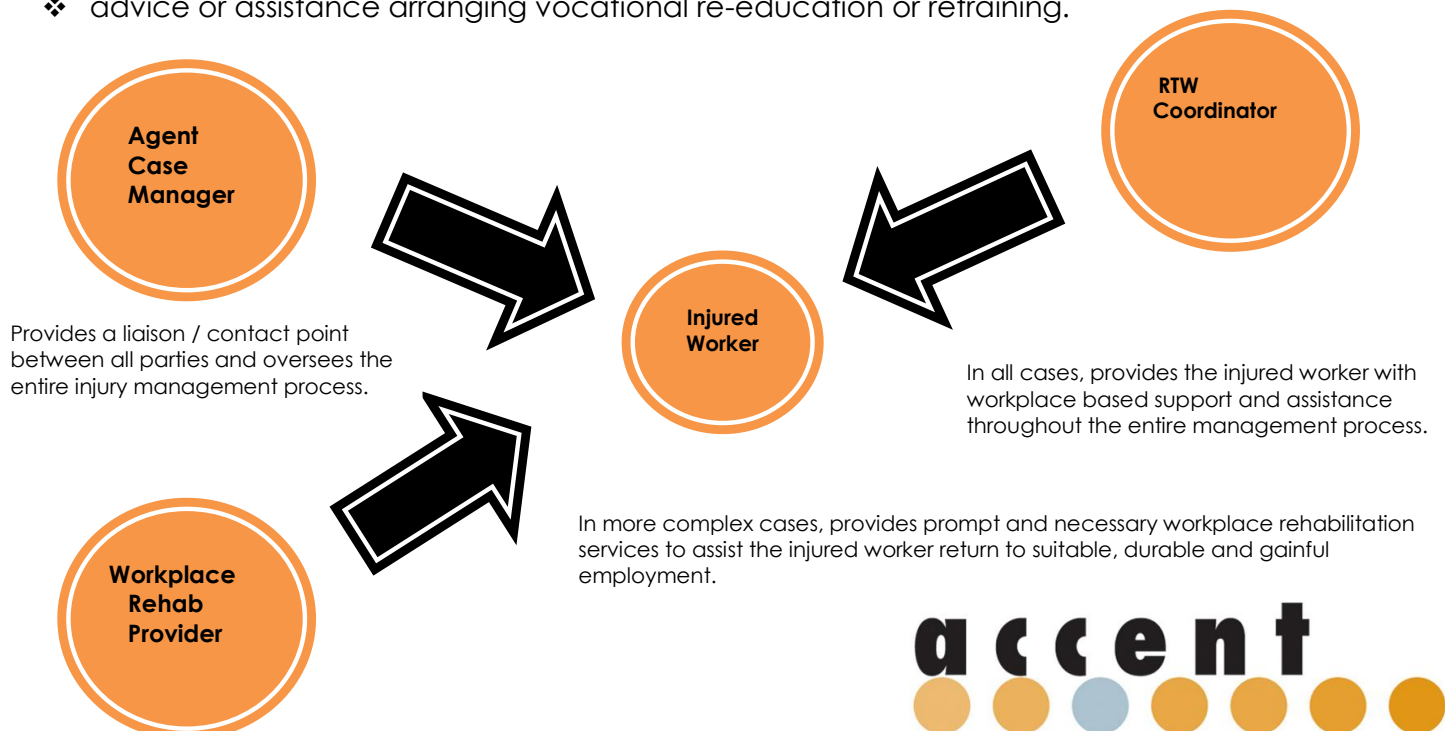 ❖ advice or assistance arranging vocational re-education or retraining.
RTW
Coordinator
Agent
Case
Manager
Injured
Worker
Provides a liaison / contact point
between all parties and oversees the
entire injury management process.
In all cases, provides the injured worker with
workplace based support and assistance
throughout the entire management process.
In more complex cases, provides prompt and necessary workplace rehabilitation
services to assist the injured worker return to suitable, durable and gainful
employment.
Workplace
Rehab
Provider
accent